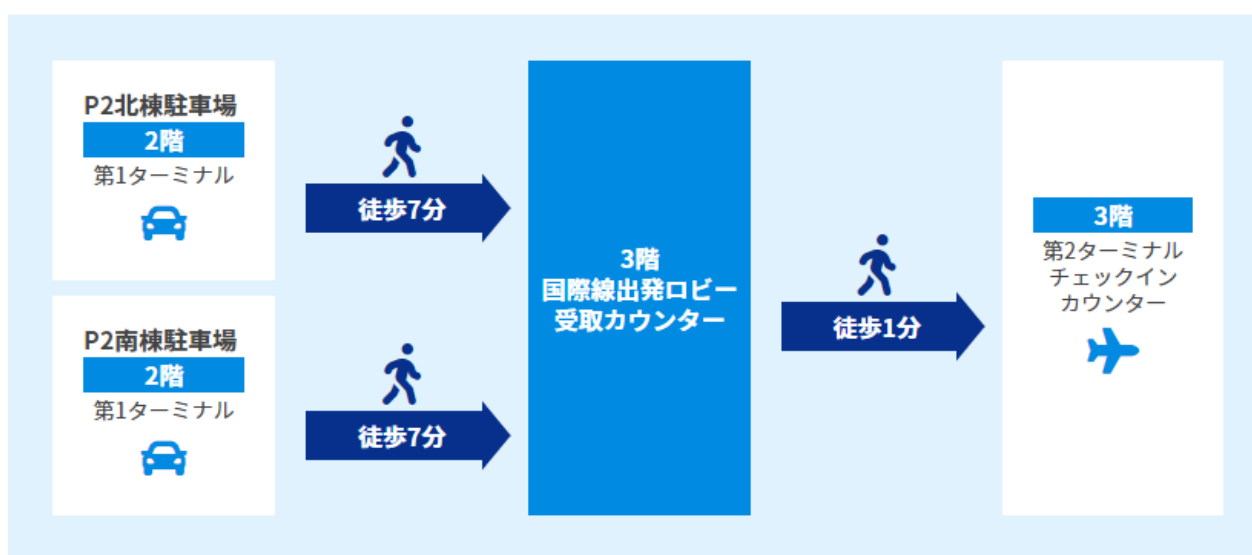 P2北棟駐車場
2階
第1ターミナル
徒歩7分
P2南棟駐車場
2階
第1ターミナル
徒歩7分
3階
国際線出発ロビー
受取カウンター
徒歩1分
3階
第2ターミナル
チェックイン
カウンター